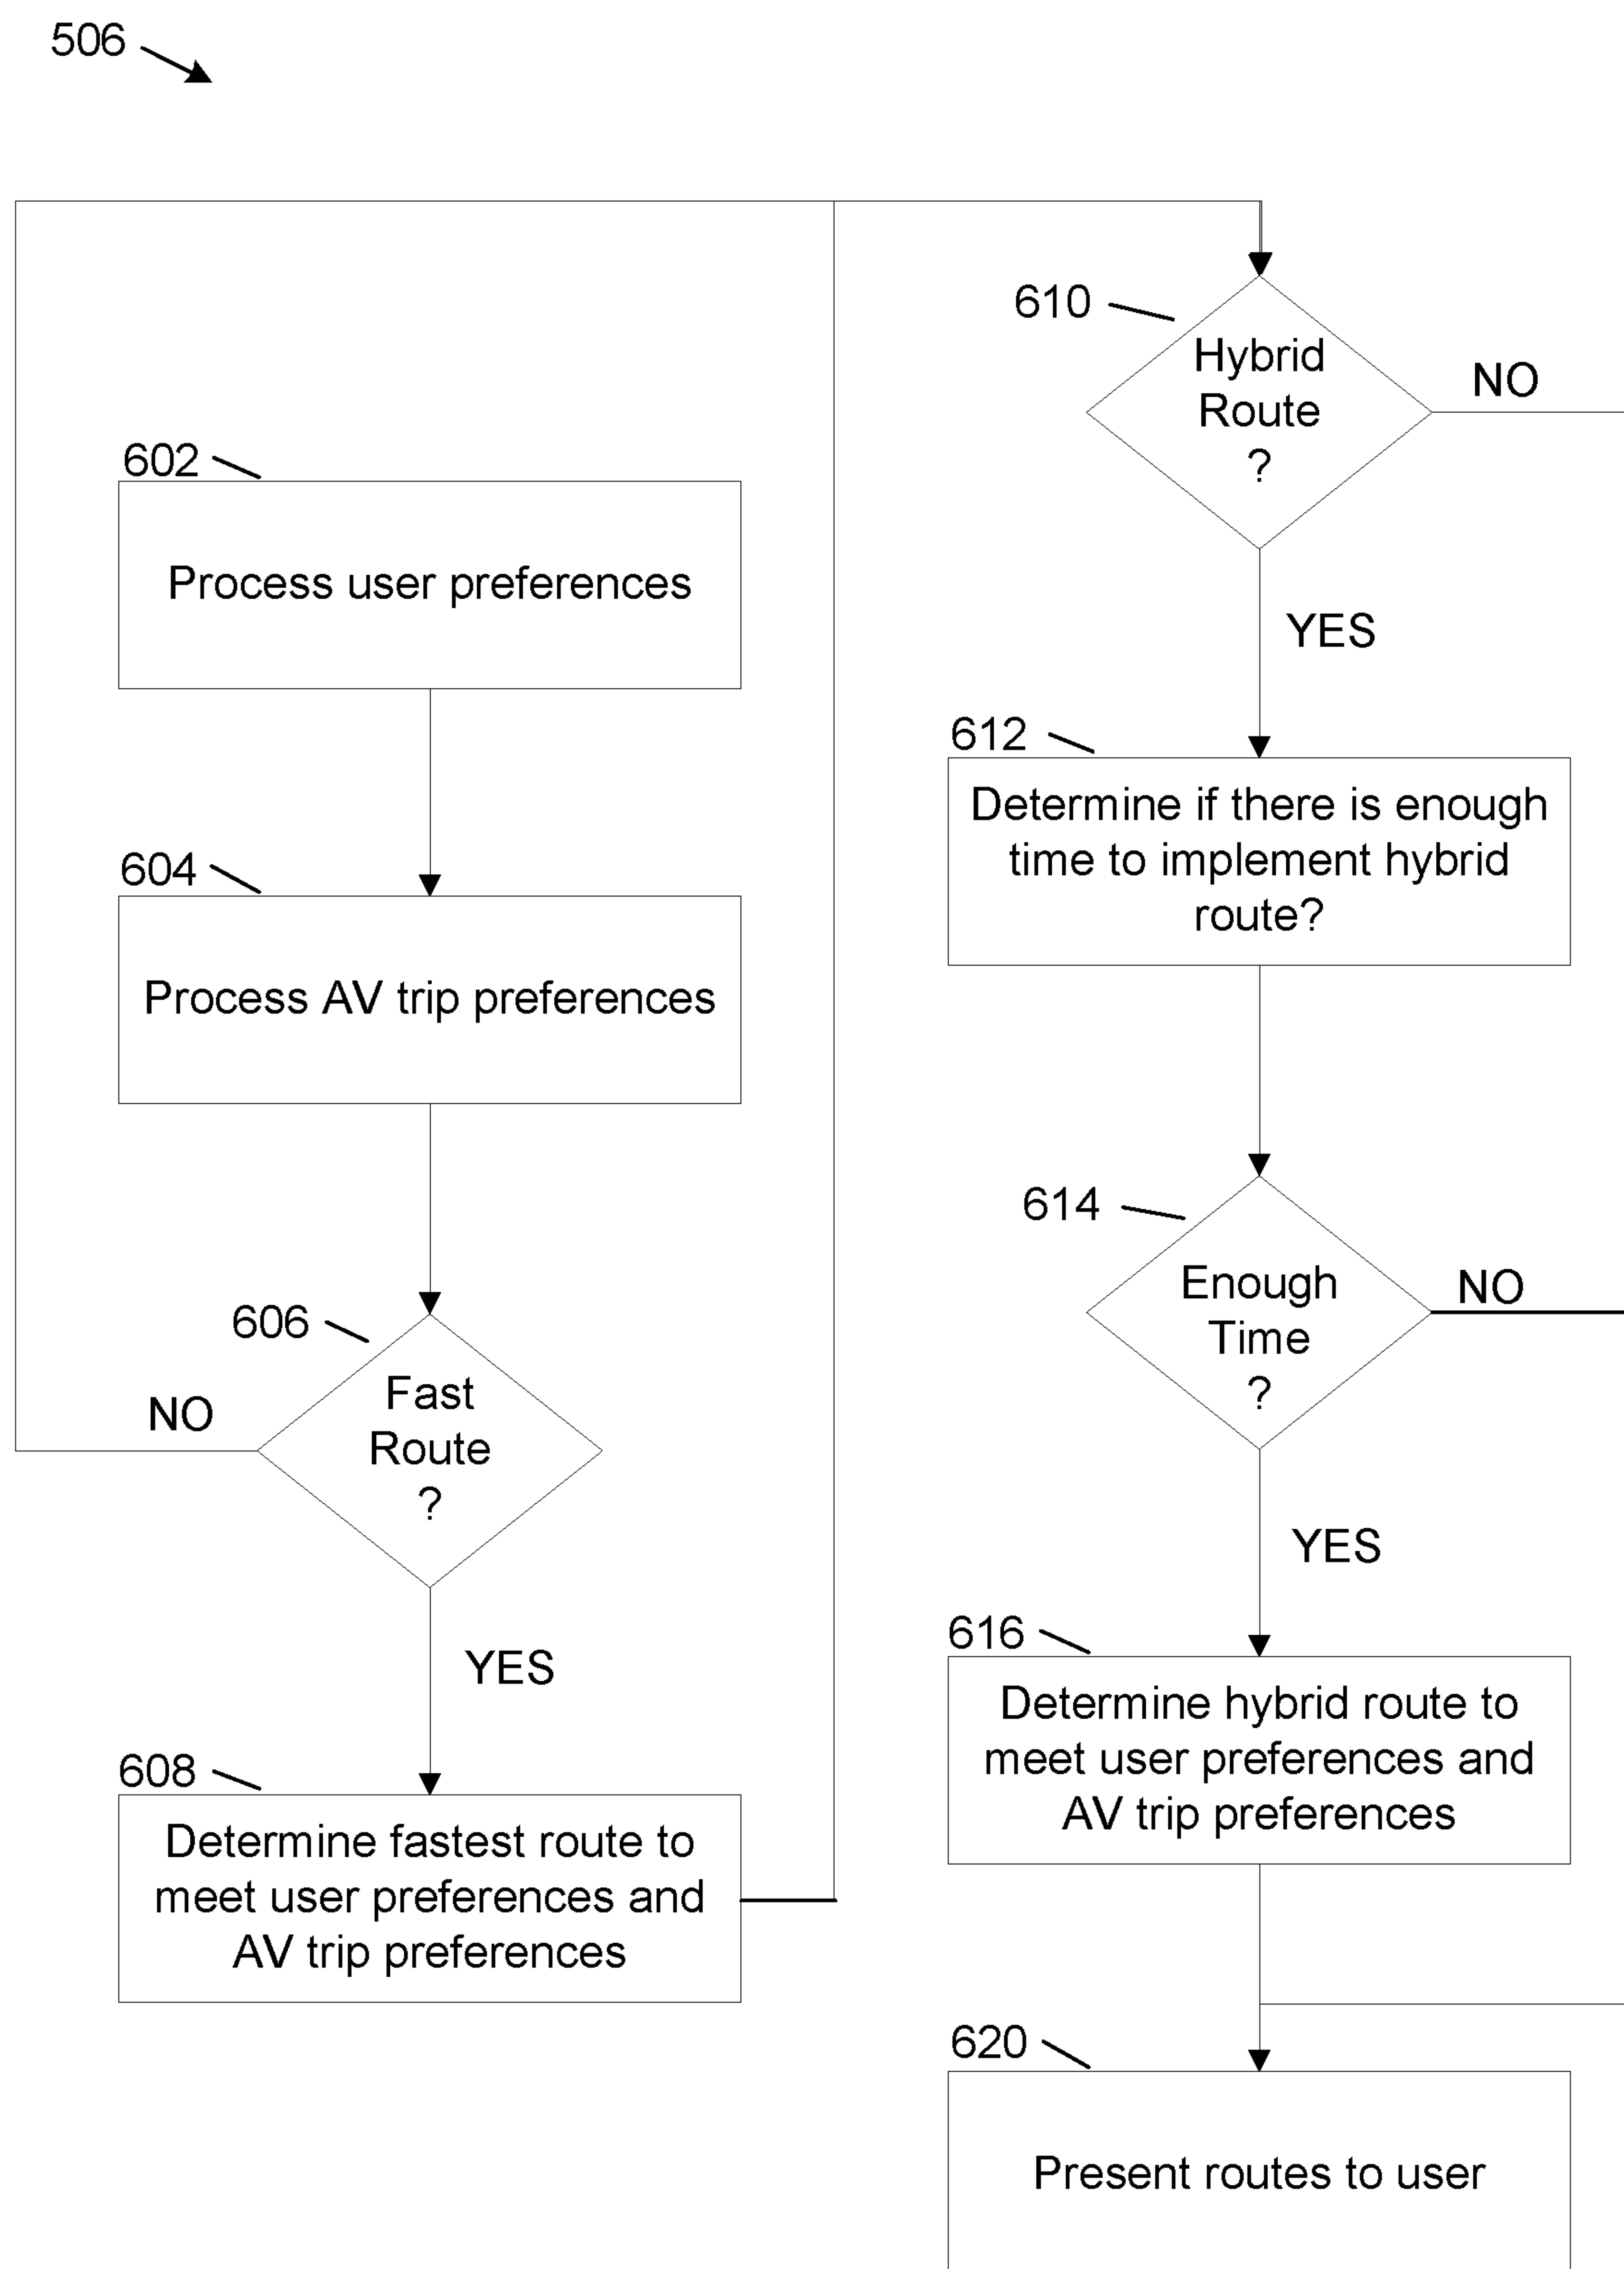 506
602
Process user preferences
604
Process AV trip preferences
606
Fast
Route
?
NO
YES
608
Determine fastest route to
meet user preferences and
AV trip preferences
610
Hybrid
Route
?
NO
YES
612
Determine if there is enough
time to implement hybrid
route?
614
Enough
Time
?
NO
YES
616
Determine hybrid route to
meet user preferences and
AV trip preferences
620
Present routes to user